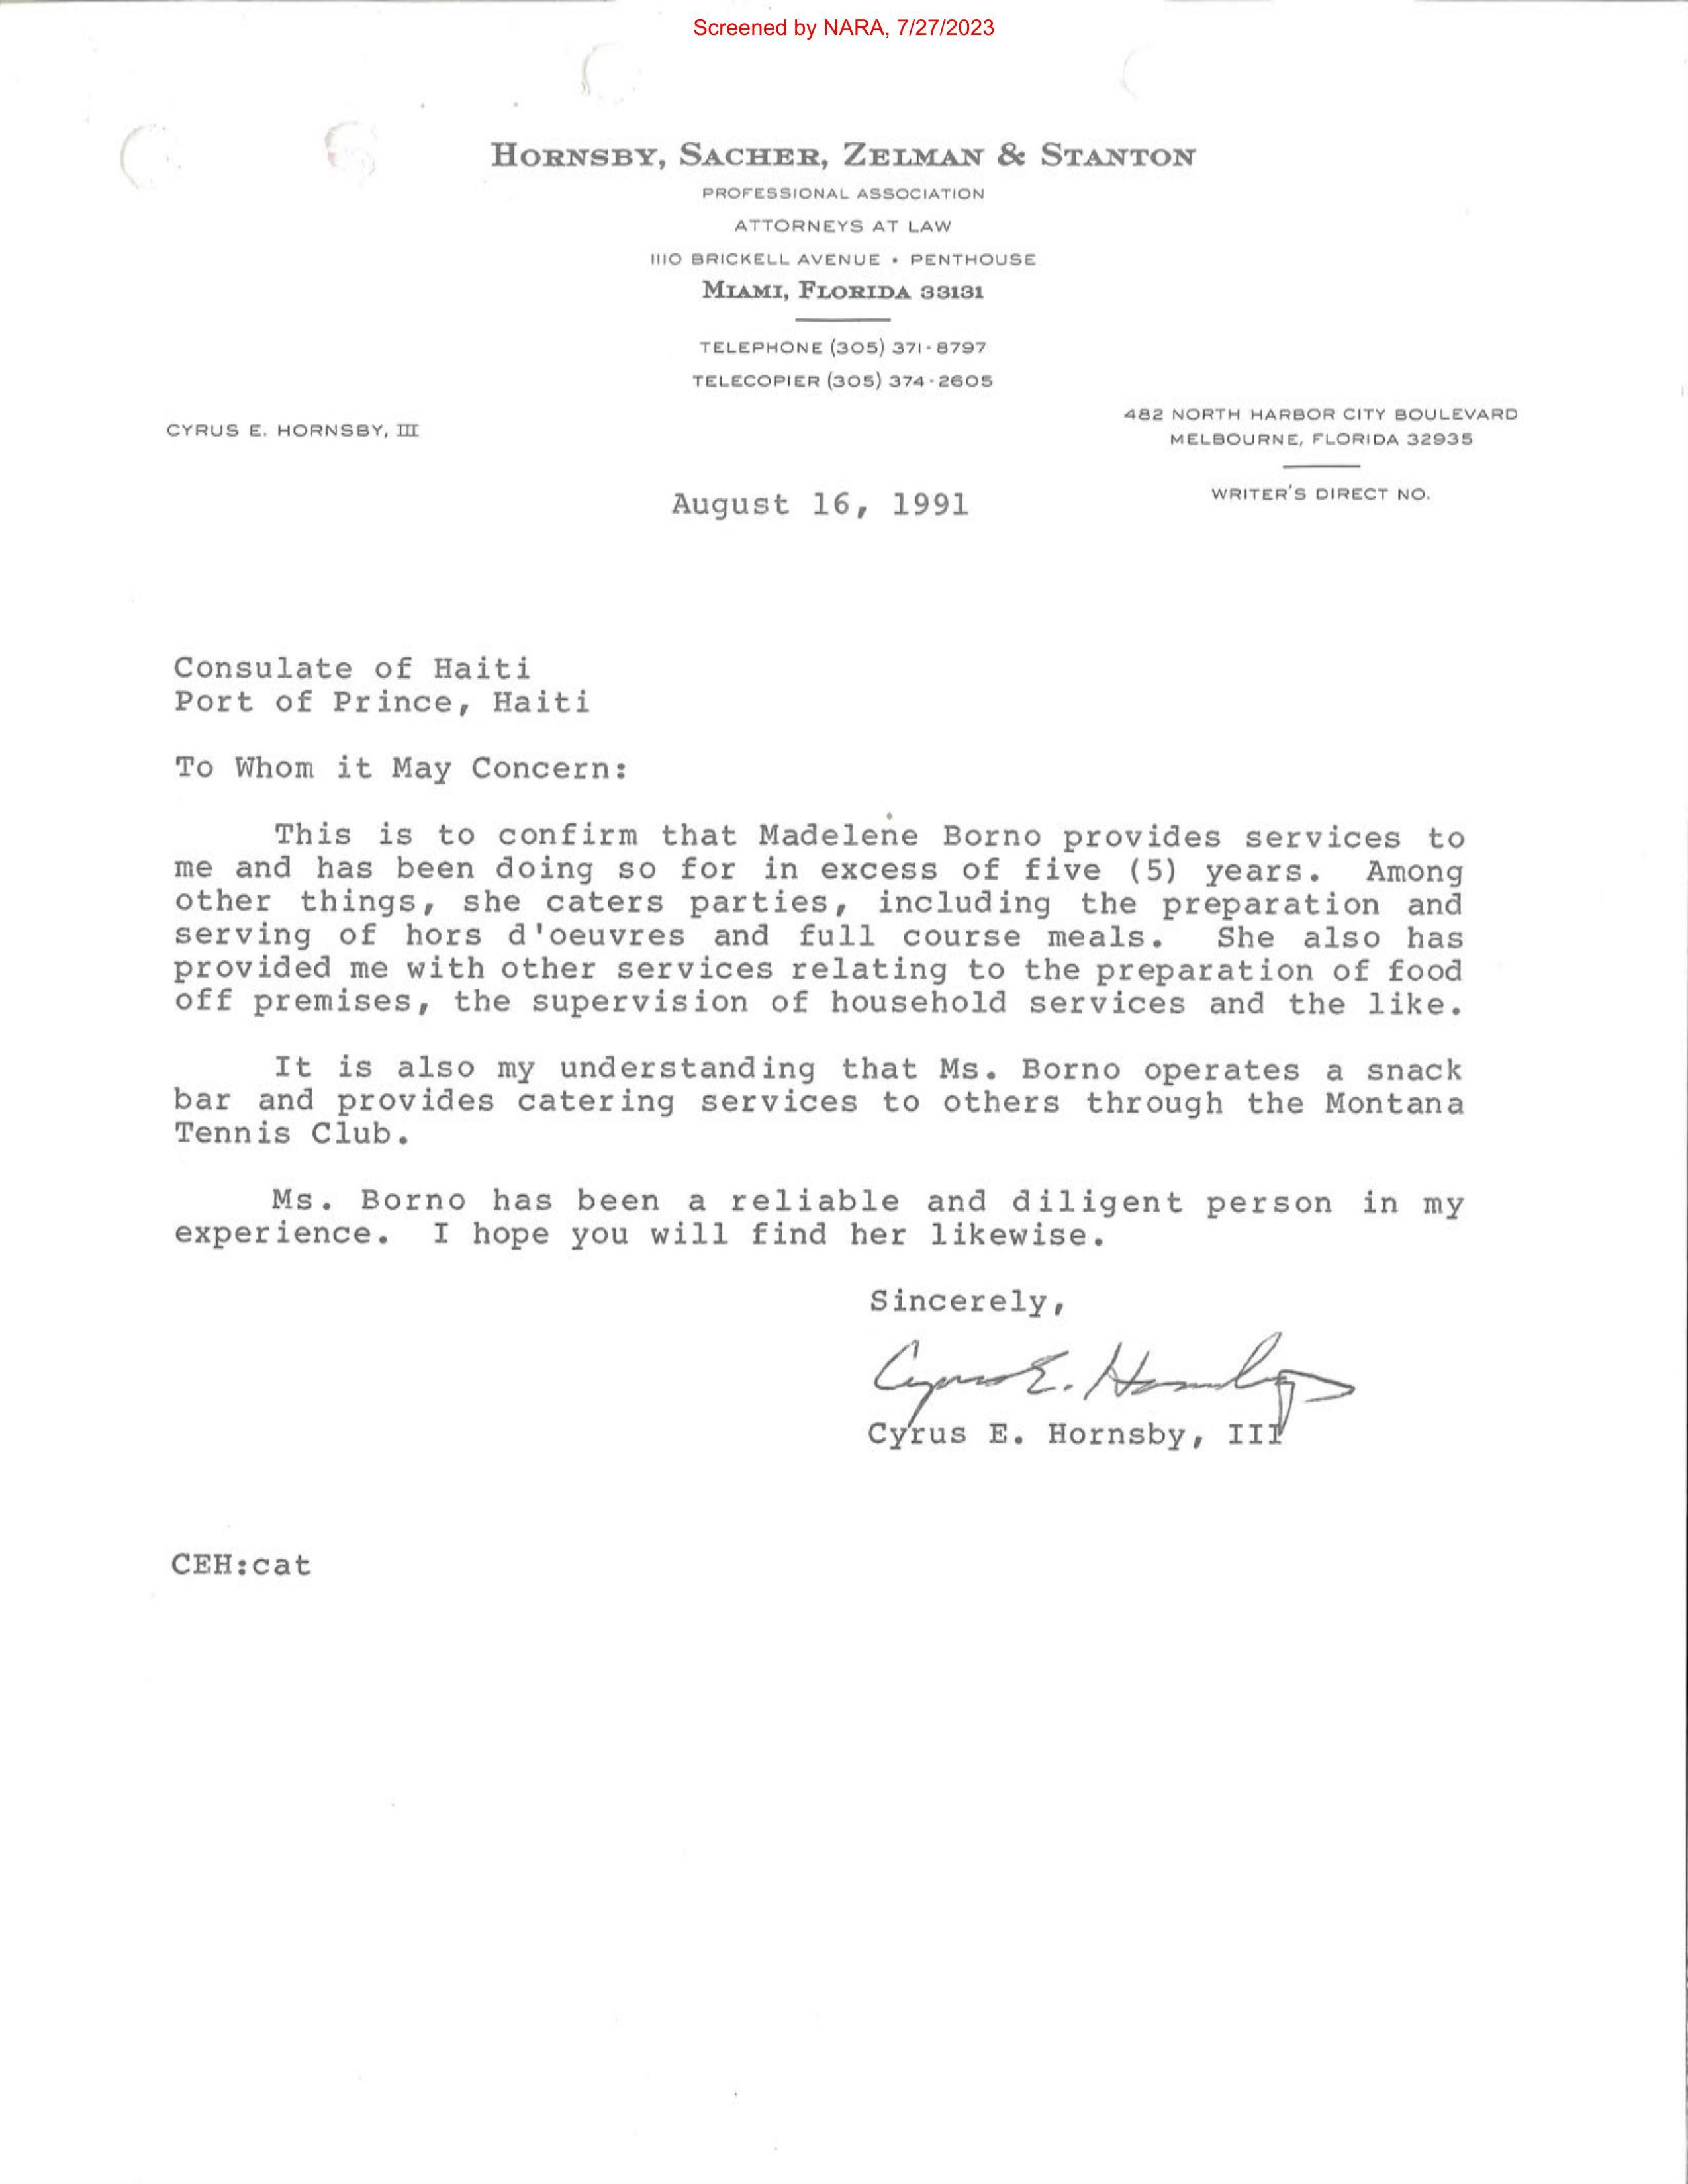 Screened by NARA, 7/27/2023
HORNSBY, SACHER, ZELMAN & STANTON
PROFESSIONAL ASSOCIATION
ATTORNEYS AT LAW
1110 BRICKELL AVENUE • PENTHOUSE
MIAMI, FLORIDA 33131
TELEPHONE (305) 371-8797
TELECOPIER (305) 374-2605
CYRUS E. HORNSBY, III
482 NORTH HARBOR CITY BOULEVARD
MELBOURNE, FLORIDA 32935
WRITER'S DIRECT NO.
August 16, 1991
Consulate of Haiti
Port of Prince, Haiti
To Whom it May Concern:
This is to confirm that Madelene Borno provides services to
me and has been doing so for in excess of five (5) years. Among
other things, she caters parties, including the preparation and
serving of hors d'oeuvres and full course meals. She also has
provided me with other services relating to the preparation of food
off premises, the supervision of household services and the like.
It is also my understanding that Ms. Borno operates a snack
bar and provides catering services to others through the Montana
Tennis Club.
Ms. Borno has been a reliable and diligent person in my
experience. I hope you will find her likewise.
Sincerely,
Cyrus E. Hornsby
Cyrus E. Hornsby, III
CEH:cat